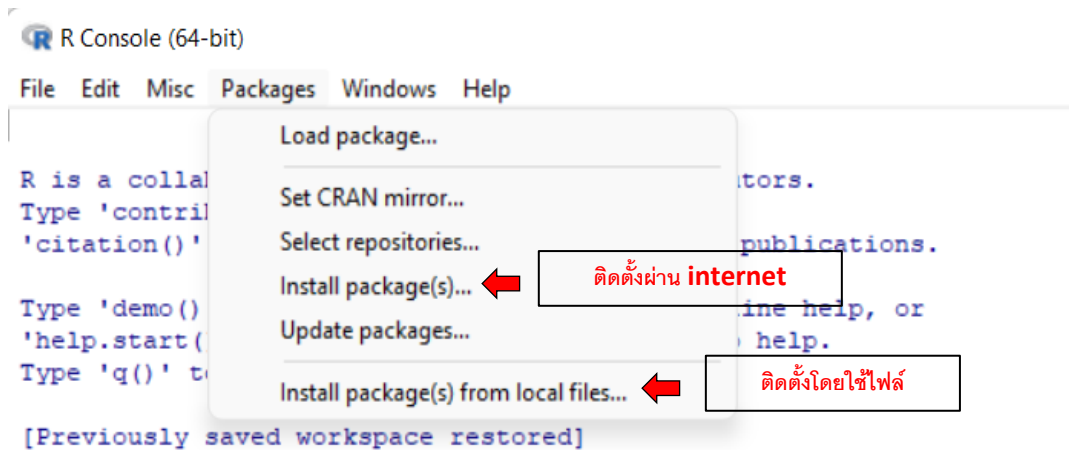 R Console (64-bit)
File Edit Misc Packages Windows Help
Load package...
R is a collal tors.
Set CRAN mirror...
Type 'contril
'citation()' Select repositories... publications.
Install package(s)... ติดตั้งผ่าน internet
Type 'demo() line help, or
Update packages...
'help.start( help.
Type 'q()' t
Install package(s) from local files... ติดตั้งโดยใช้ไฟล์
[Previously saved workspace restored]